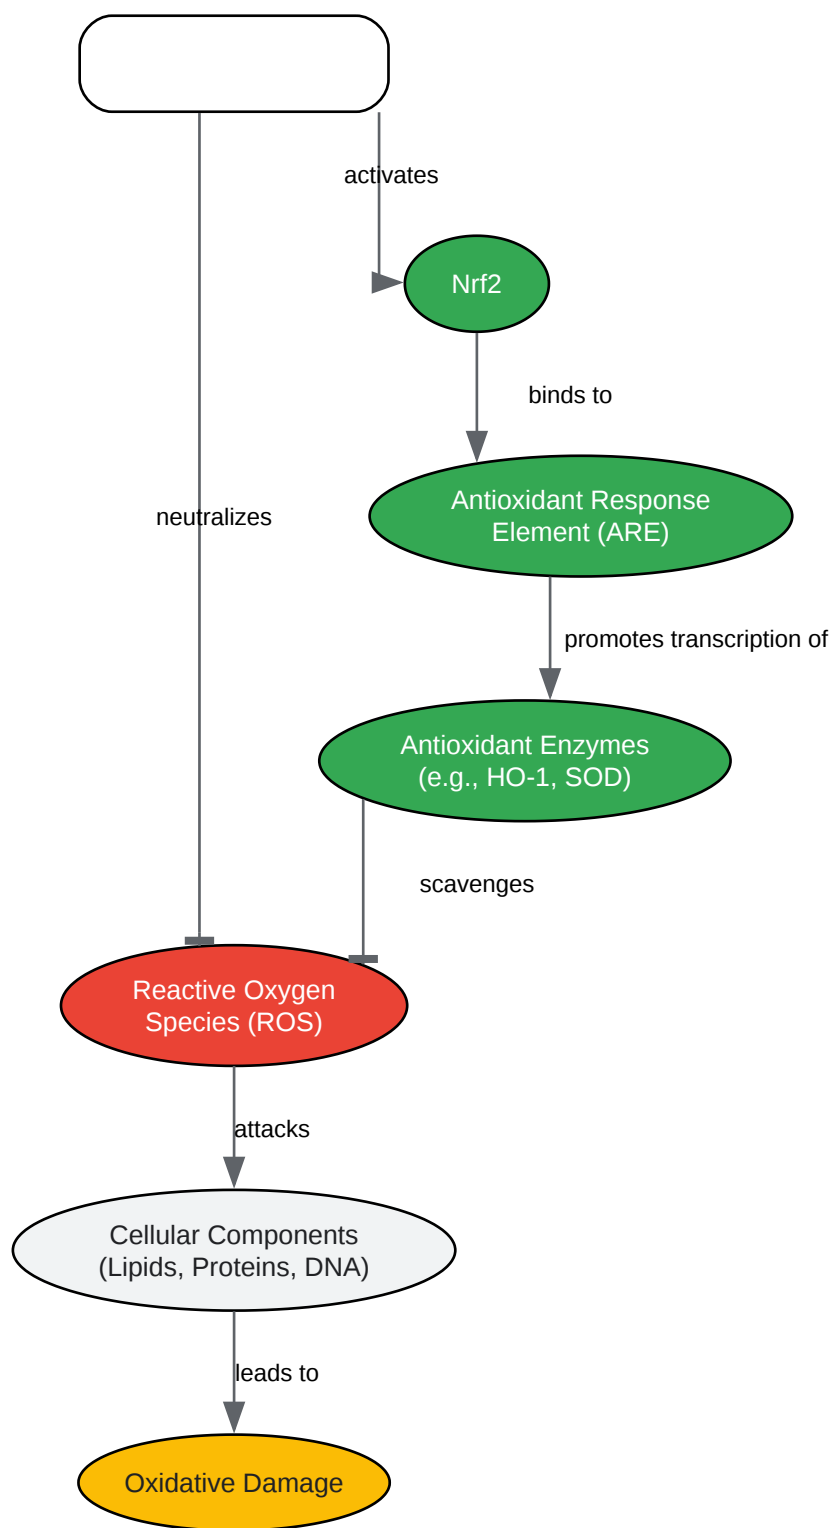 activates
Nrf2
binds to
Antioxidant Response
Element (ARE)
neutralizes
promotes transcription of
Antioxidant Enzymes
(e.g., HO-1, SOD)
scavenges
Reactive Oxygen
Species (ROS)
attacks
Cellular Components
(Lipids, Proteins, DNA)
leads to
Oxidative Damage